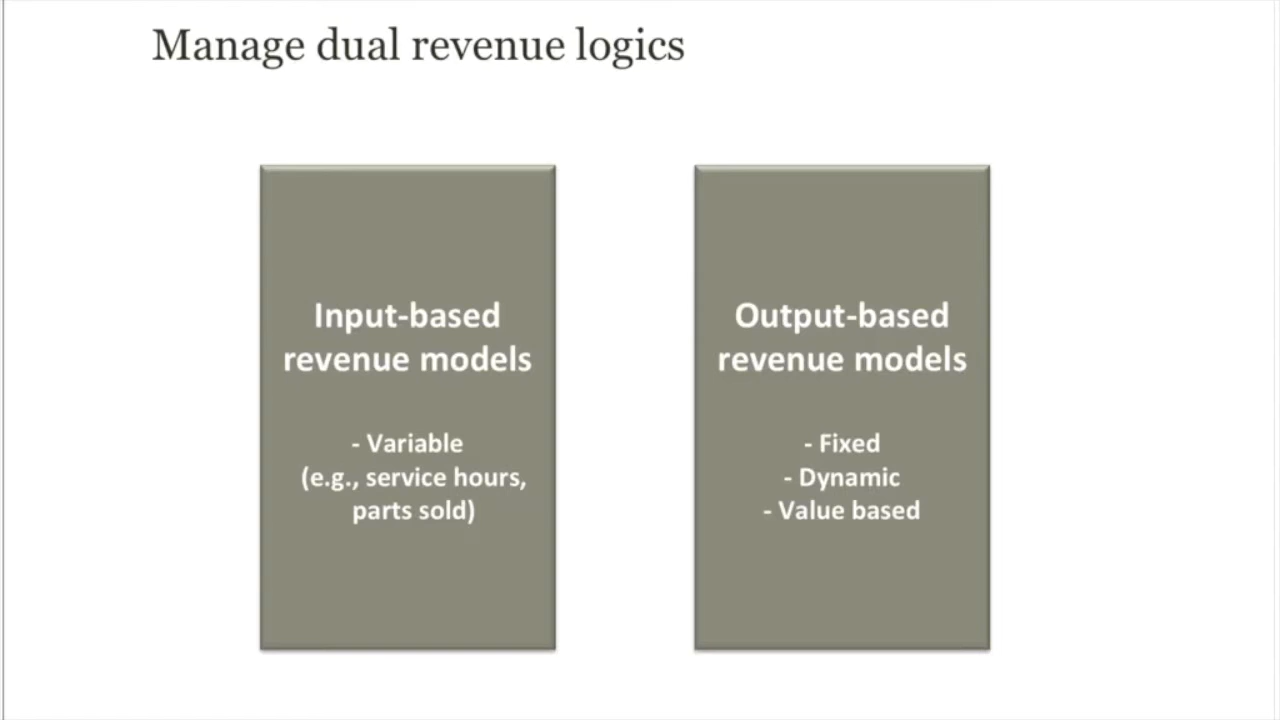 Manage dual revenue logics
Input-based
revenue models
- Variable
(e.g., service hours,
parts sold)
Output-based
revenue models
- Fixed
- Dynamic
- Value based